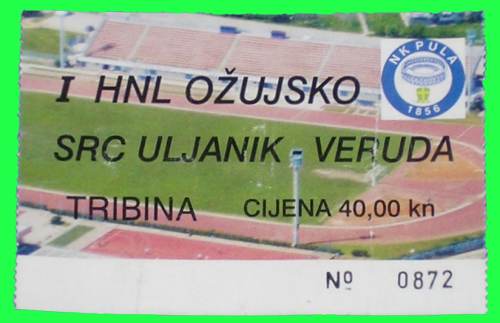 NK PULA
1856
I HNL OŽUJSKO
SRC ULJANIK VERUDA
TRIBINA CIJENA 40,00 kn
Nº 0872